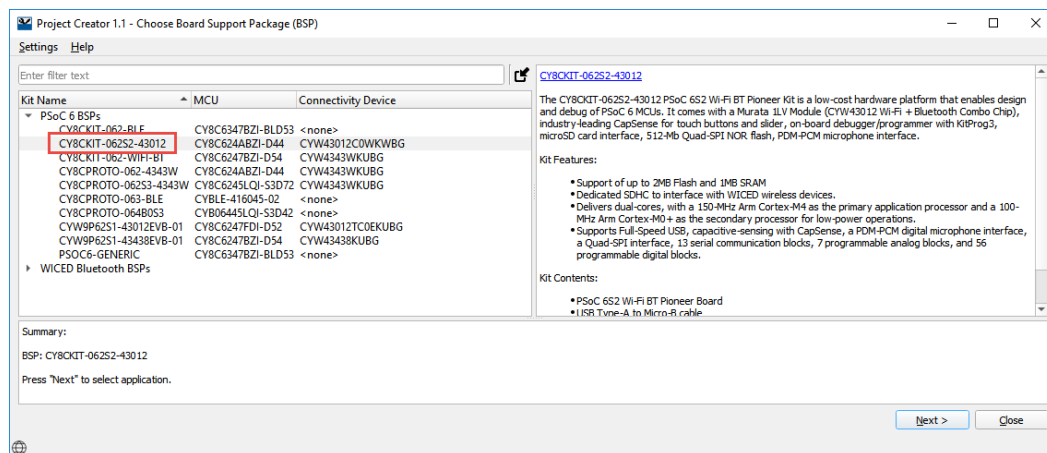 Project Creator 1.1 - Choose Board Support Package (BSP)
Settings Help
Enter filter text
Kit Name MCU Connectivity Device
PSoC 6 BSPs
CY8CKIT-062-BLE CY8C6347BZI-BLD53 <none>
CY8CKIT-062S2-43012 CY8C624ABZI-D44 CYW43012C0WKWBG
CY8CKIT-062-WIFI-BT CY8C6247BZI-D54 CYW4343WKUBG
CY8CPROTO-062-4343W CY8C624ABZI-D44 CYW4343WKUBG
CY8CPROTO-062S3-4343W CY8C6245LQI-S3D72 CYW4343WKUBG
CY8CPROTO-063-BLE CYBLE-416045-02 <none>
CY8CPROTO-064B0S3 CYB06445LQI-S3D42 <none>
CYW9P62S1-43012EVB-01 CY8C6247FDI-D52 CYW43012TC0EKUBG
CYW9P62S1-43438EVB-01 CY8C6247BZI-D54 CYW43438KUBG
PSOC6-GENERIC CY8C6347BZI-BLD53 <none>
WICED Bluetooth BSPs
CY8CKIT-062S2-43012
The CY8CKIT-062S2-43012 PSoC 6S2 Wi-Fi BT Pioneer Kit is a low-cost hardware platform that enables design
and debug of PSoC 6 MCUs. It comes with a Murata 1LV Module (CYW43012 Wi-Fi + Bluetooth Combo Chip),
industry-leading CapSense for touch buttons and slider, on-board debugger/programmer with KitProg3,
microSD card interface, 512-Mb Quad-SPI NOR flash, PDM-PCM microphone interface.
Kit Features:
•Support of up to 2MB Flash and 1MB SRAM
•Dedicated SDHC to interface with WICED wireless devices.
•Delivers dual-cores, with a 150-MHz Arm Cortex-M4 as the primary application processor and a 100-
MHz Arm Cortex-M0+ as the secondary processor for low-power operations.
•Supports Full-Speed USB, capacitive-sensing with CapSense, a PDM-PCM digital microphone interface,
a Quad-SPI interface, 13 serial communication blocks, 7 programmable analog blocks, and 56
programmable digital blocks.
Kit Contents:
•PSoC 6S2 Wi-Fi BT Pioneer Board
•USB Type-A to Micro-B cable
Summary:
BSP: CY8CKIT-062S2-43012
Press "Next" to select application.
Next > Close